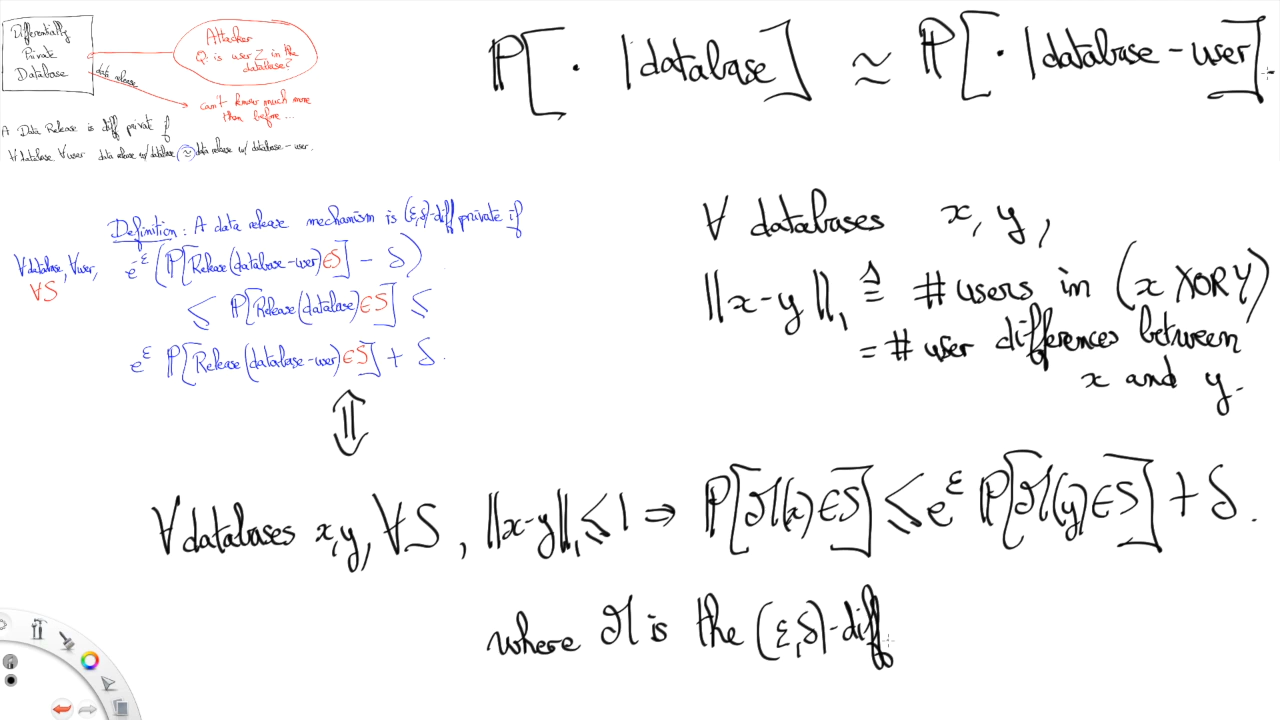 Differentially
Private
Database
data release
Attacker
Q: is user Z in the
database?
can't know much more
than before...
A Data Release is diff private if
∀ database ∀ user data release w/ database ≈ data release w/ database - user.
ℙ[ · | database ] ≈ ℙ[ · | database - user ].
Definition: A data release mechanism is (ε,δ)-diff private if
∀ database, ∀ user,
∀S
e^-ε (ℙ[Release(database-user)∈S] - δ)
≤ ℙ[Release(database)∈S] ≤
e^ε ℙ[Release(database-user)∈S] + δ.
∀ databases x, y,
||x-y||₁ ≜ # users in (x XOR Y)
= # user differences between
x and y.
⇕
∀ databases x,y, ∀S, ||x-y||₁ ≤ 1 ⇒ ℙ[ℳ(x)∈S] ≤ e^ε ℙ[ℳ(y)∈S] + δ.
where ℳ is the (ε,δ)-diff